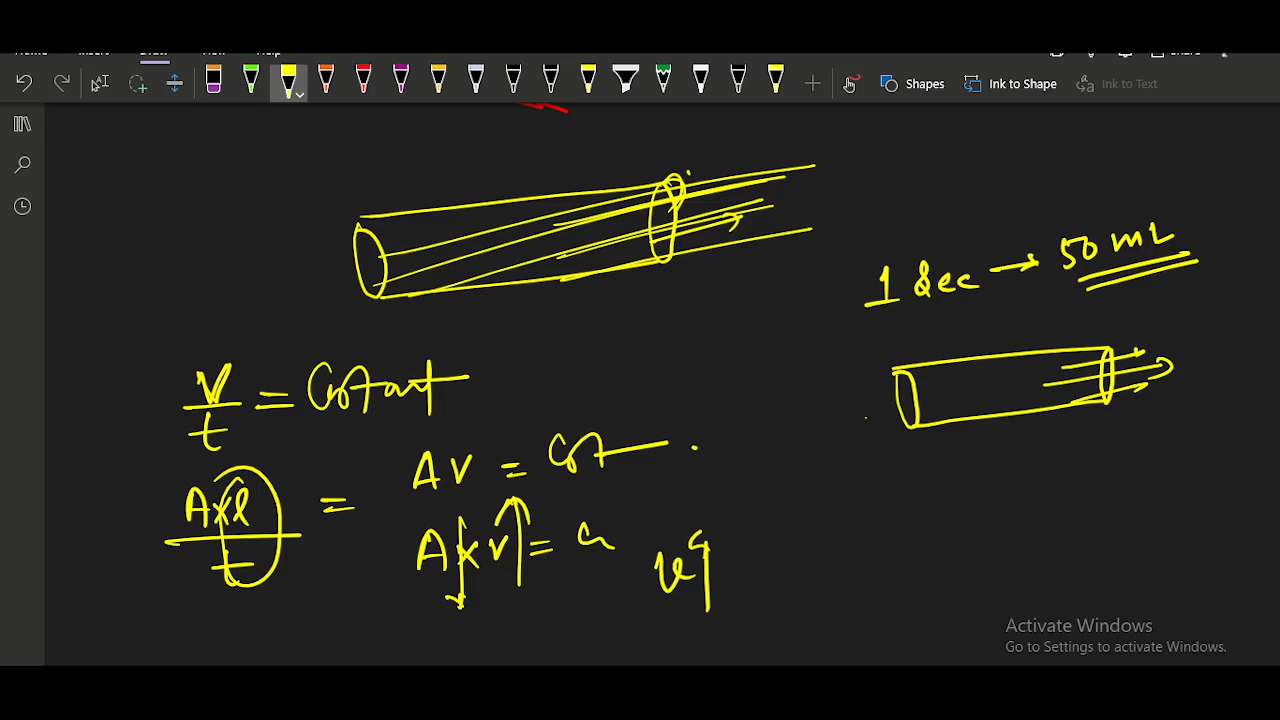 Shapes
Ink to Shape
Ink to Text
1 sec → 50 mL
V/t = Constant
AV = Const
A×l/t =
A × V =
Activate Windows
Go to Settings to activate Windows.